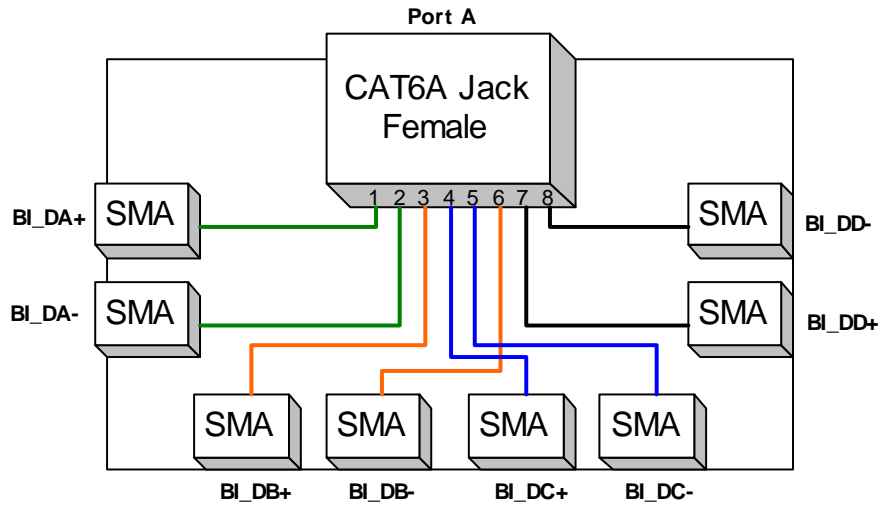 Port A
CAT6A Jack
Female
1 2 3 4 5 6 7 8
BI_DA+
SMA
SMA
BI_DD-
BI_DA-
SMA
SMA
BI_DD+
SMA
SMA
SMA
SMA
BI_DB+
BI_DB-
BI_DC+
BI_DC-